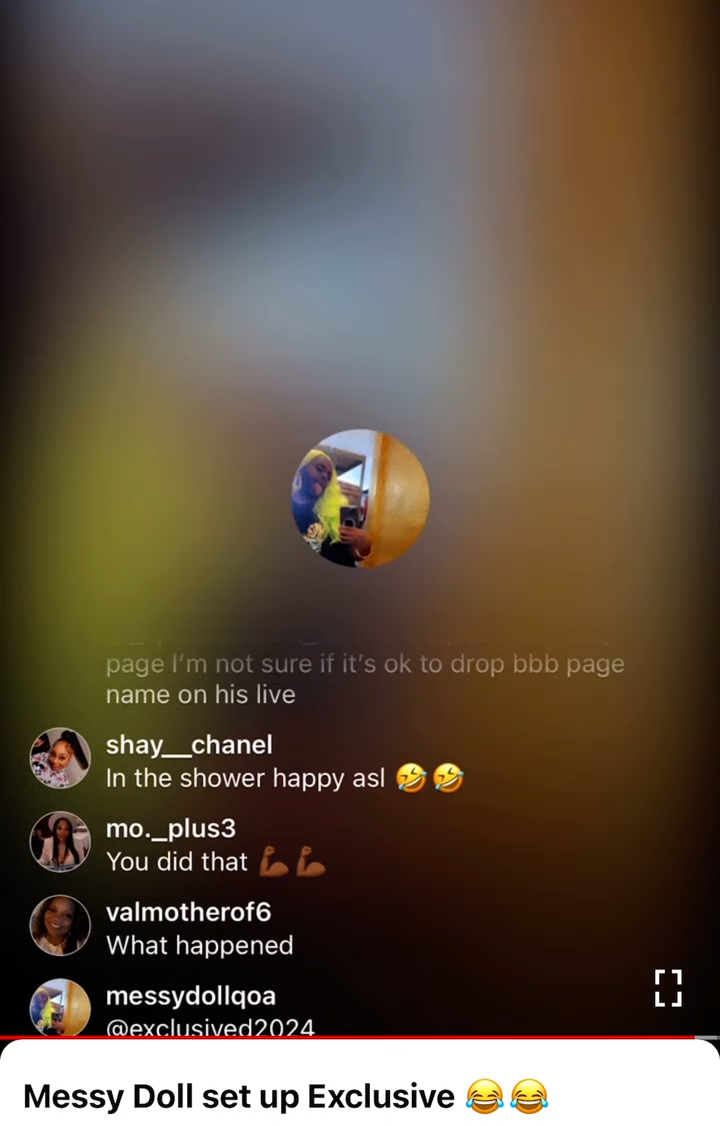 page I'm not sure if it's ok to drop bbb page
name on his live
shay__chanel
In the shower happy asl 🤣🤣
mo._plus3
You did that 💪🏾💪🏾
valmotherof6
What happened
messydollqoa
@exclusived2024
Messy Doll set up Exclusive 😂😂